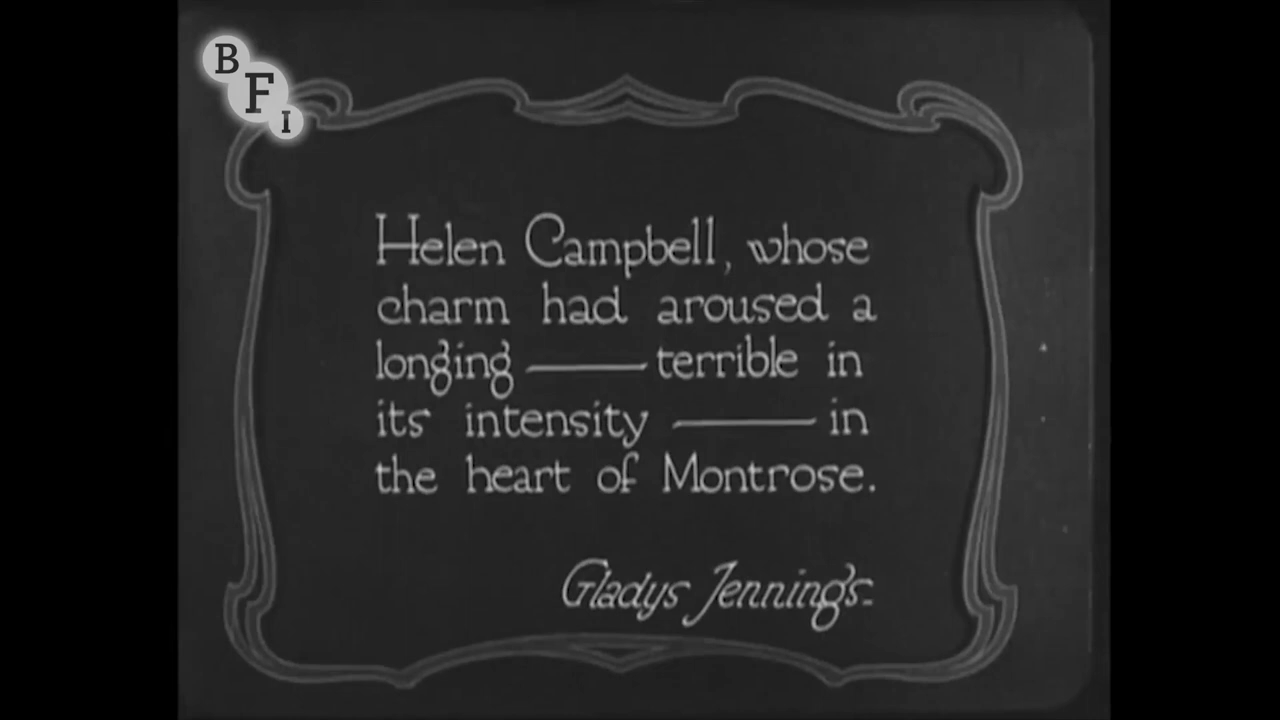 BFI
Helen Campbell, whose
charm had aroused a
longing —— terrible in
its intensity —— in
the heart of Montrose.
Gladys Jennings.